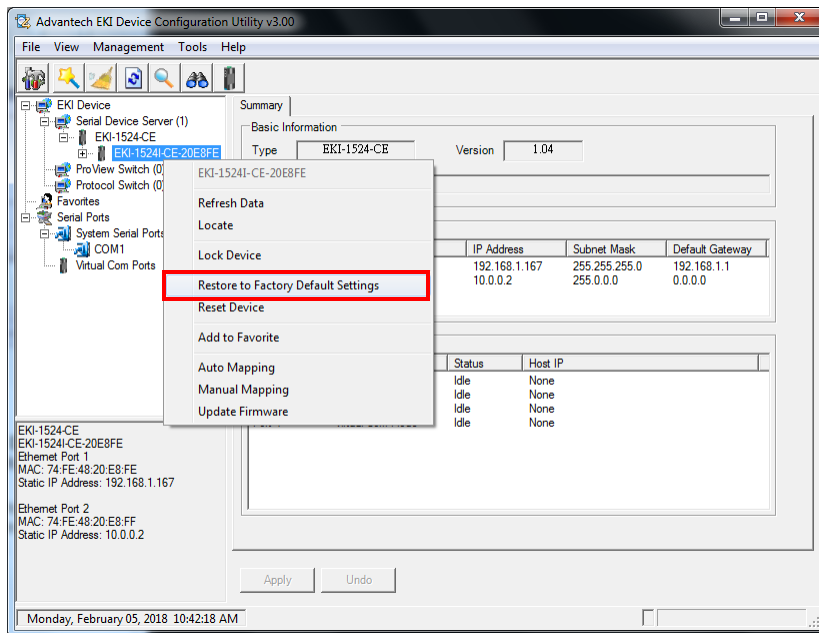 Advantech EKI Device Configuration Utility v3.00
File View Management Tools Help
EKI Device
Serial Device Server (1)
EKI-1524-CE
EKI-1524I-CE-20E8FE
ProView Switch (0)
Protocol Switch (0)
Favorites
Serial Ports
System Serial Ports
COM1
Virtual Com Ports
EKI-1524I-CE-20E8FE
Refresh Data
Locate
Lock Device
Restore to Factory Default Settings
Reset Device
Add to Favorite
Auto Mapping
Manual Mapping
Update Firmware
Summary
Basic Information
Type EKI-1524-CE Version 1.04
IP Address Subnet Mask Default Gateway
192.168.1.167 255.255.255.0 192.168.1.1
10.0.0.2 255.0.0.0 0.0.0.0
Status Host IP
Idle None
Idle None
Idle None
Idle None
EKI-1524-CE
EKI-1524I-CE-20E8FE
Ethernet Port 1
MAC: 74:FE:48:20:E8:FE
Static IP Address: 192.168.1.167
Ethernet Port 2
MAC: 74:FE:48:20:E8:FF
Static IP Address: 10.0.0.2
Apply Undo
Monday, February 05, 2018 10:42:18 AM